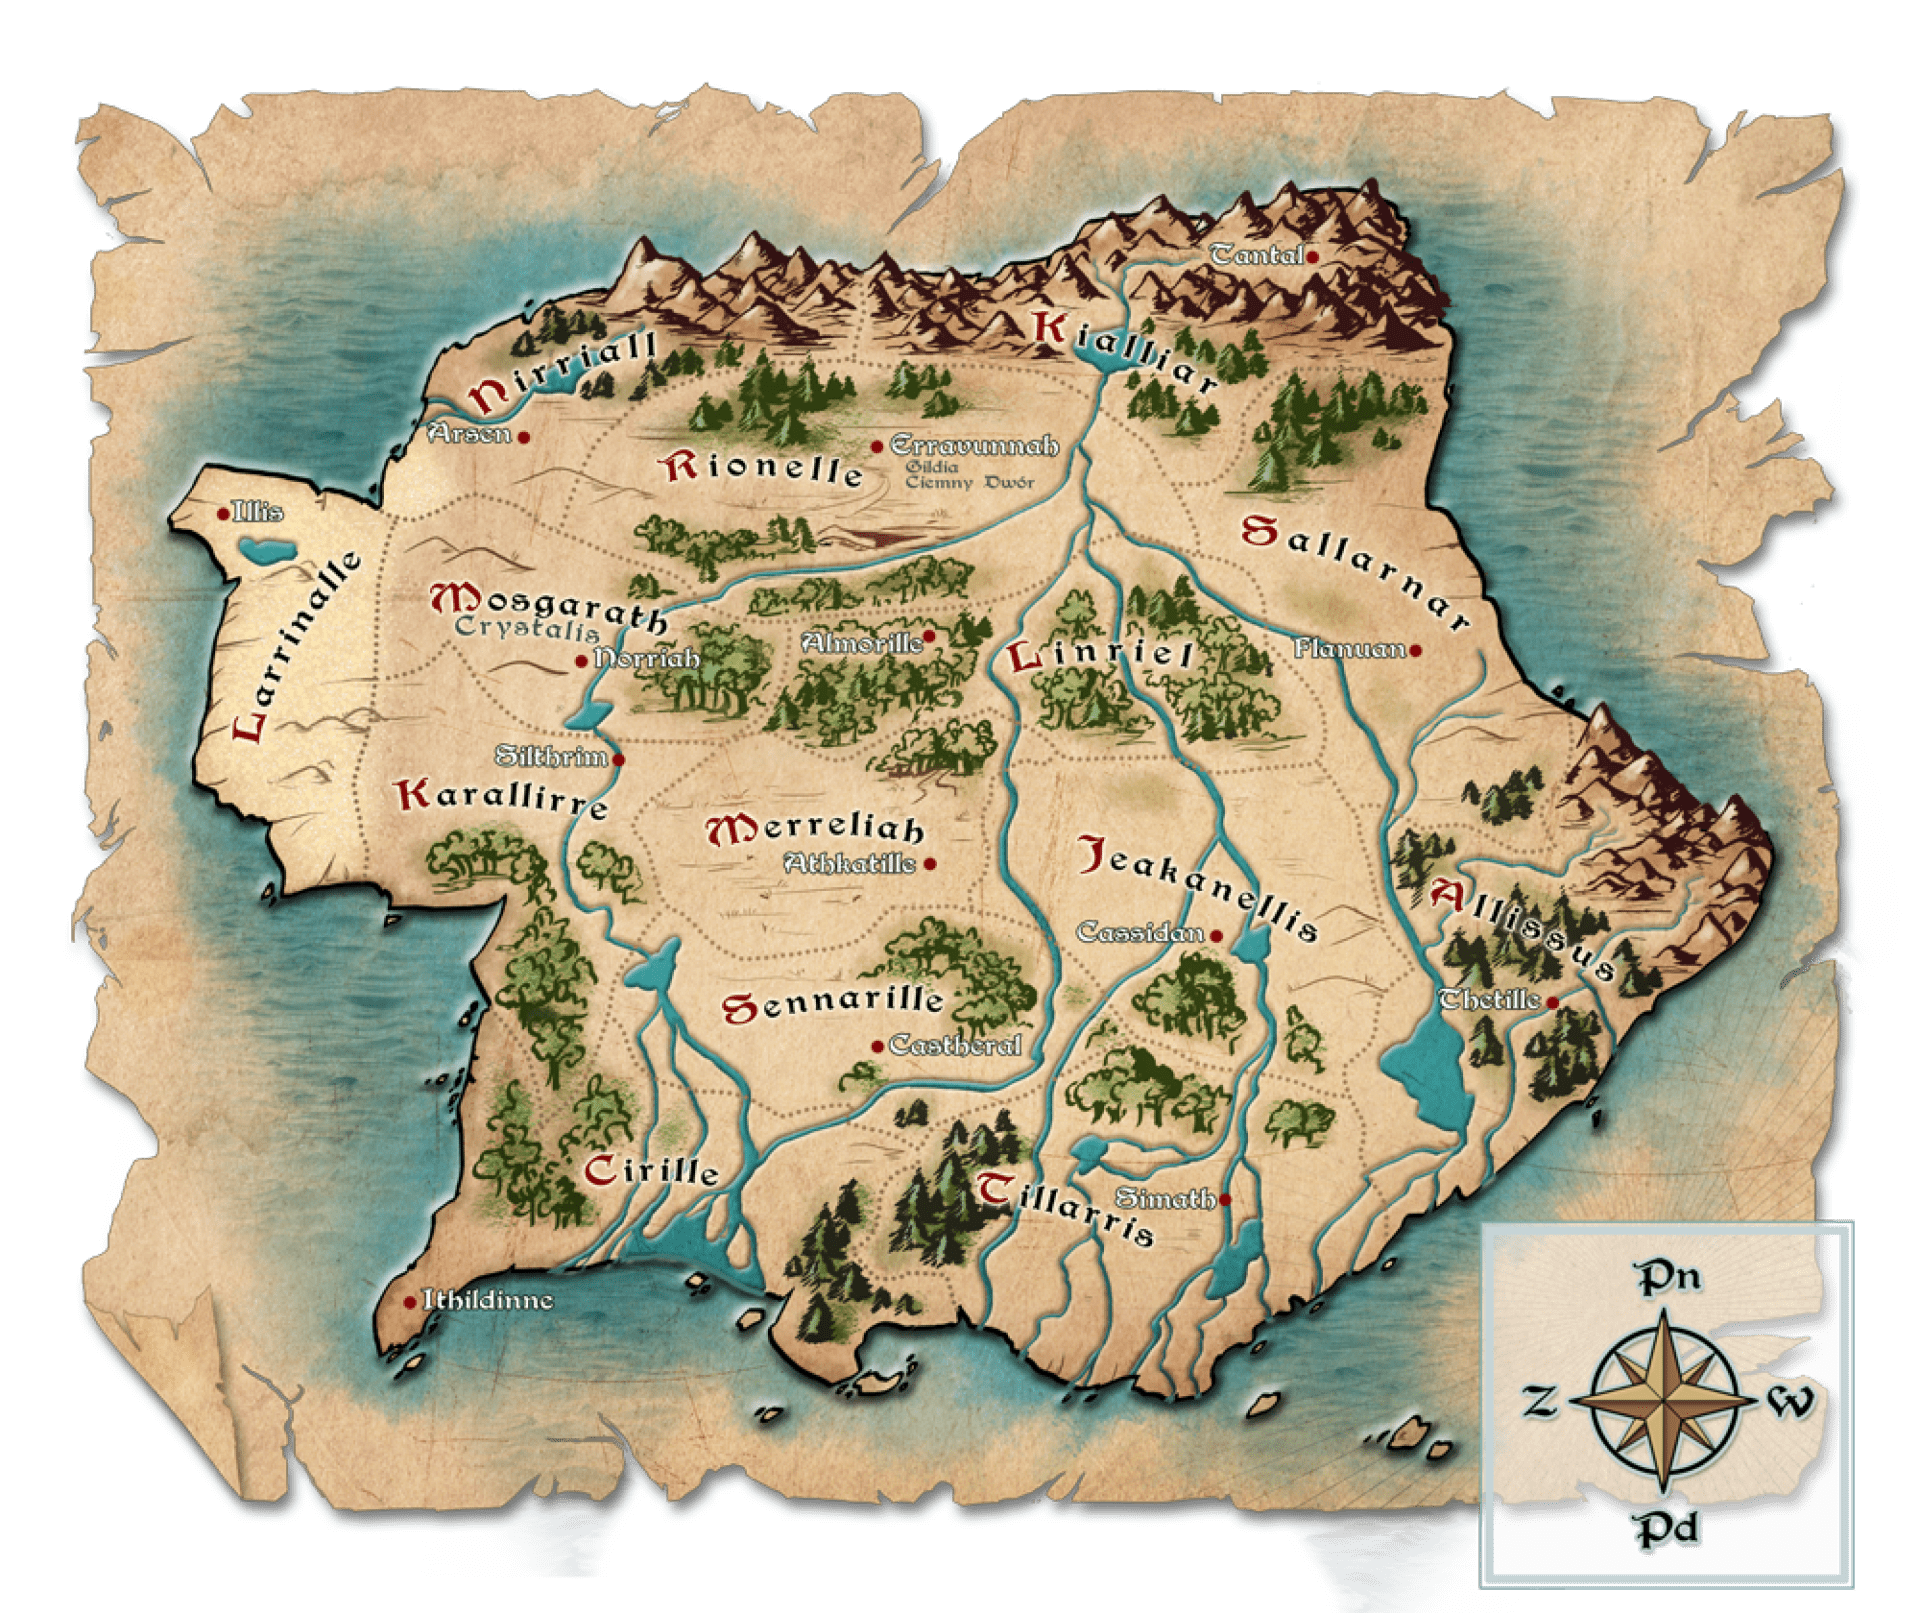 Tantal
Kialliar
Nirriall
Arsen
Erravunnah
Gildia
Ciemny Dwór
Rionelle
Illis
Sallarnar
Larrinalle
Mosgarath
Crystalis
Norriah
Almorille
Linriel
Flanuan
Silthrim
Karallirre
Merreliah
Athkatille
Jeakanellis
Allissus
Cassidan
Sennarille
Thetille
Castheral
Cirille
Tillarris
Simath
Ithildinne
Pn
Z
W
Pd